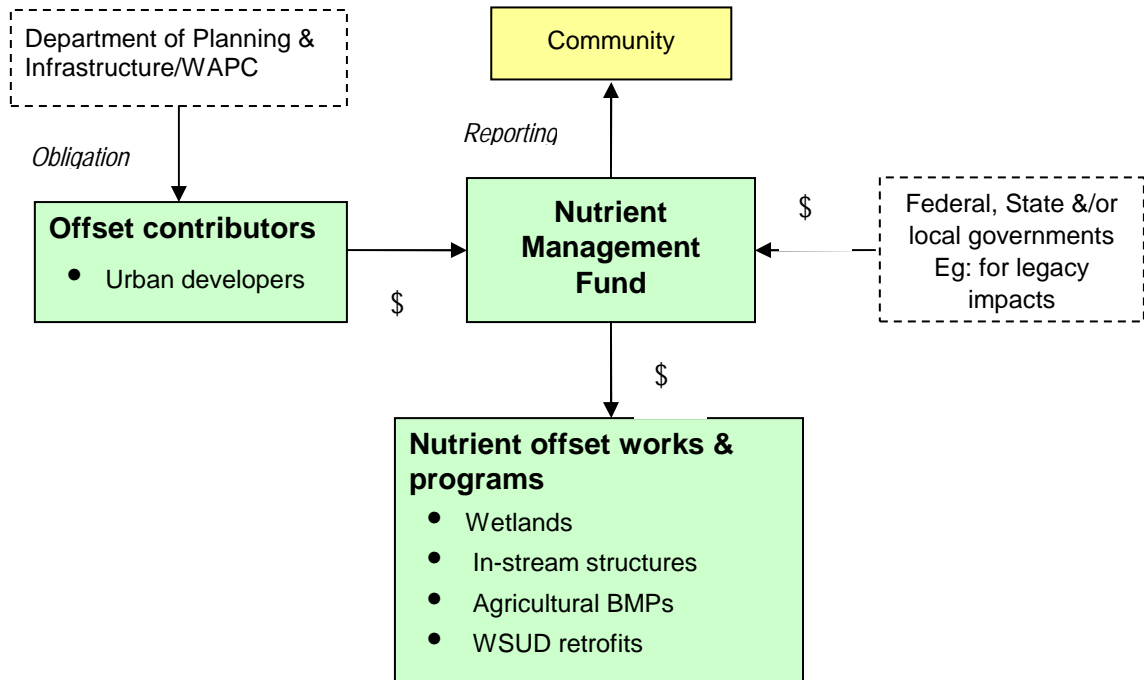 Department of Planning &
Infrastructure/WAPC
Community
Obligation
Reporting
Offset contributors
• Urban developers
$
Nutrient
Management
Fund
$
Federal, State &/or
local governments
Eg: for legacy
impacts
$
Nutrient offset works &
programs
• Wetlands
• In-stream structures
• Agricultural BMPs
• WSUD retrofits